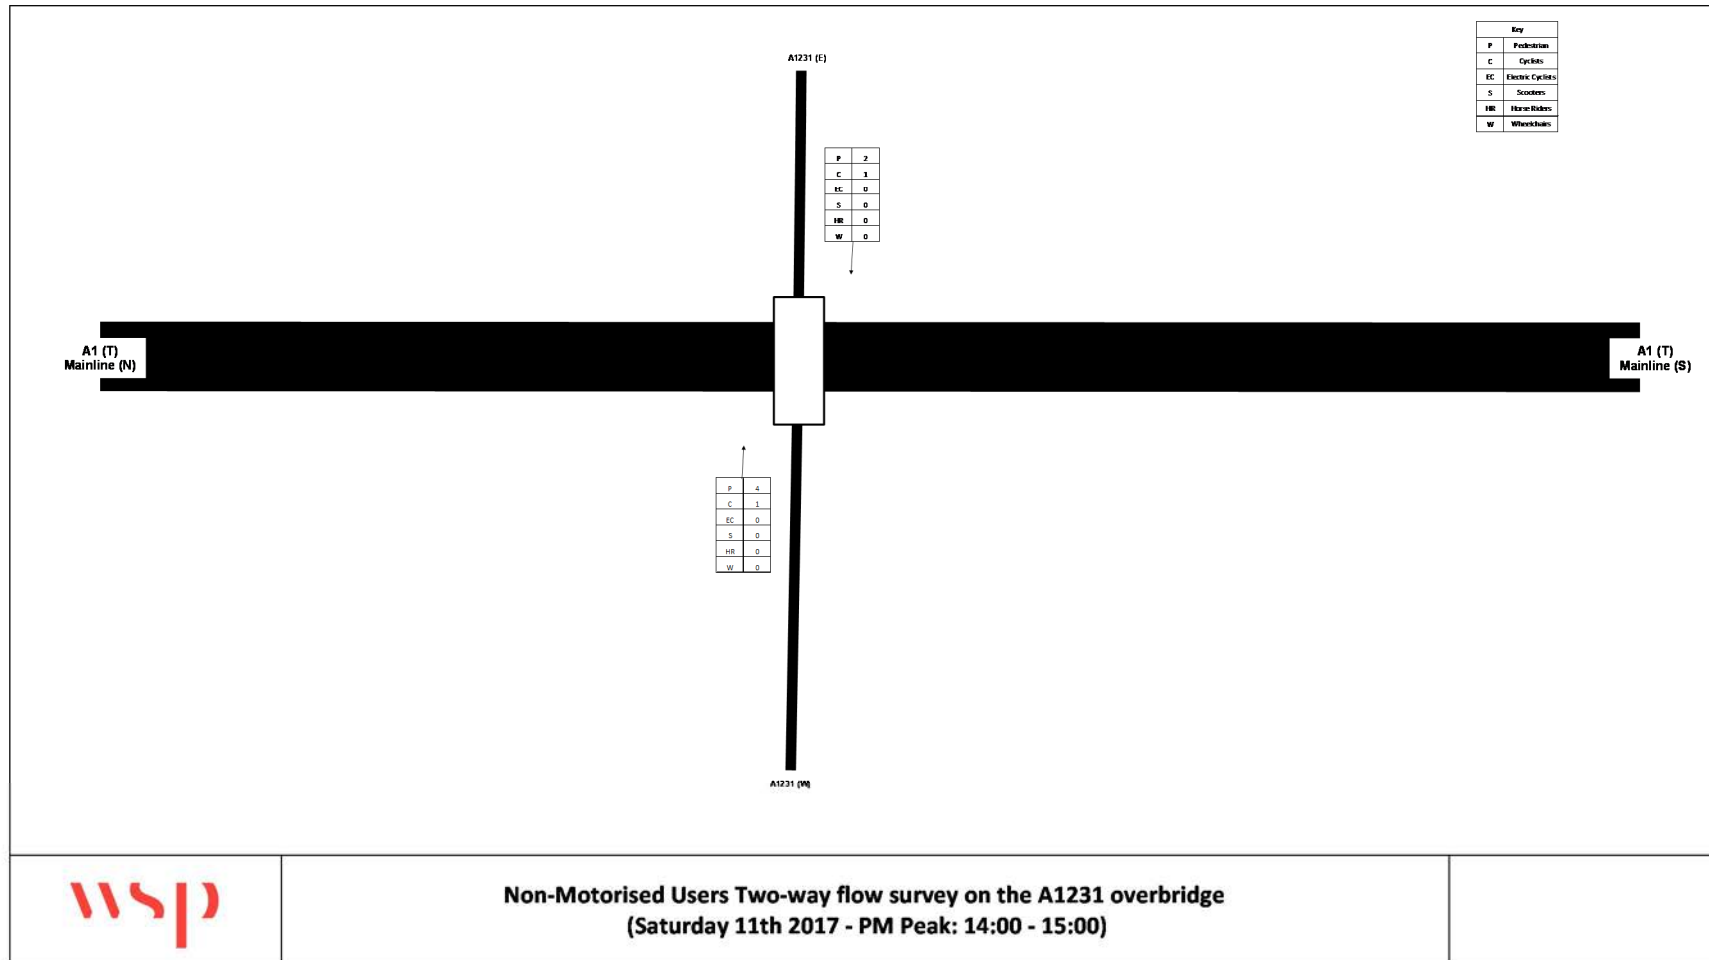 Key
P Pedestrian
C Cyclists
EC Electric Cyclists
S Scooters
HR Horse Riders
W Wheelchairs
A1231 (E)
P 2
C 1
EC 0
S 0
HR 0
W 0
A1 (T)
Mainline (N)
A1 (T)
Mainline (S)
P 4
C 1
EC 0
S 0
HR 0
W 0
A1231 (W)
wsp
Non-Motorised Users Two-way flow survey on the A1231 overbridge
(Saturday 11th 2017 - PM Peak: 14:00 - 15:00)